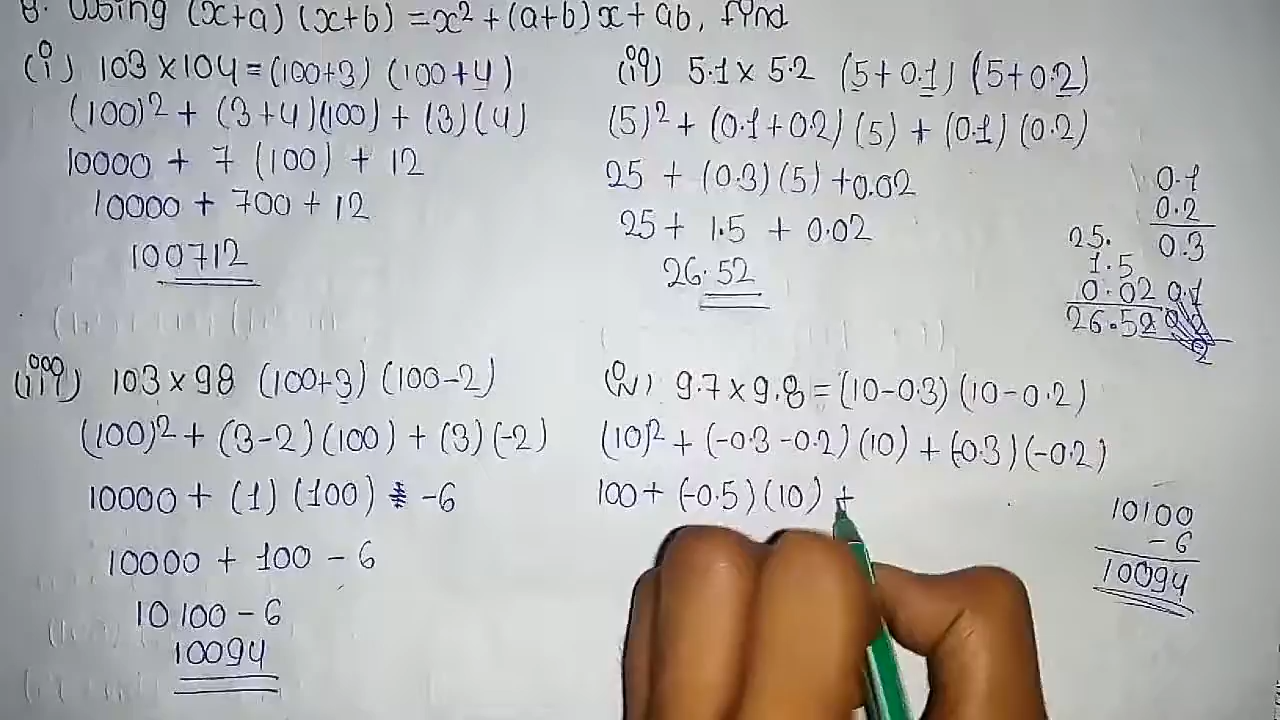 8. Using (x+a) (x+b) = x² + (a+b) x + ab, find
(i) 103 x 104 = (100+3) (100+4)
(100)² + (3+4)(100) + (3)(4)
10000 + 7 (100) + 12
10000 + 700 + 12
100712
(ii) 5.1 x 5.2 (5+0.1) (5+0.2)
(5)² + (0.1+0.2) (5) + (0.1) (0.2)
25 + (0.3)(5) + 0.02
25 + 1.5 + 0.02
26.52
0.1
0.2
0.3
25.
1.5
0.02
26.52
(iii) 103 x 98 (100+3) (100-2)
(100)² + (3-2)(100) + (3)(-2)
10000 + (1) (100) -6
10000 + 100 - 6
10100 - 6
10094
(iv) 9.7 x 9.8 = (10-0.3) (10-0.2)
(10)² + (-0.3 -0.2) (10) + (-0.3) (-0.2)
100 + (-0.5) (10) +
10100
- 6
10094